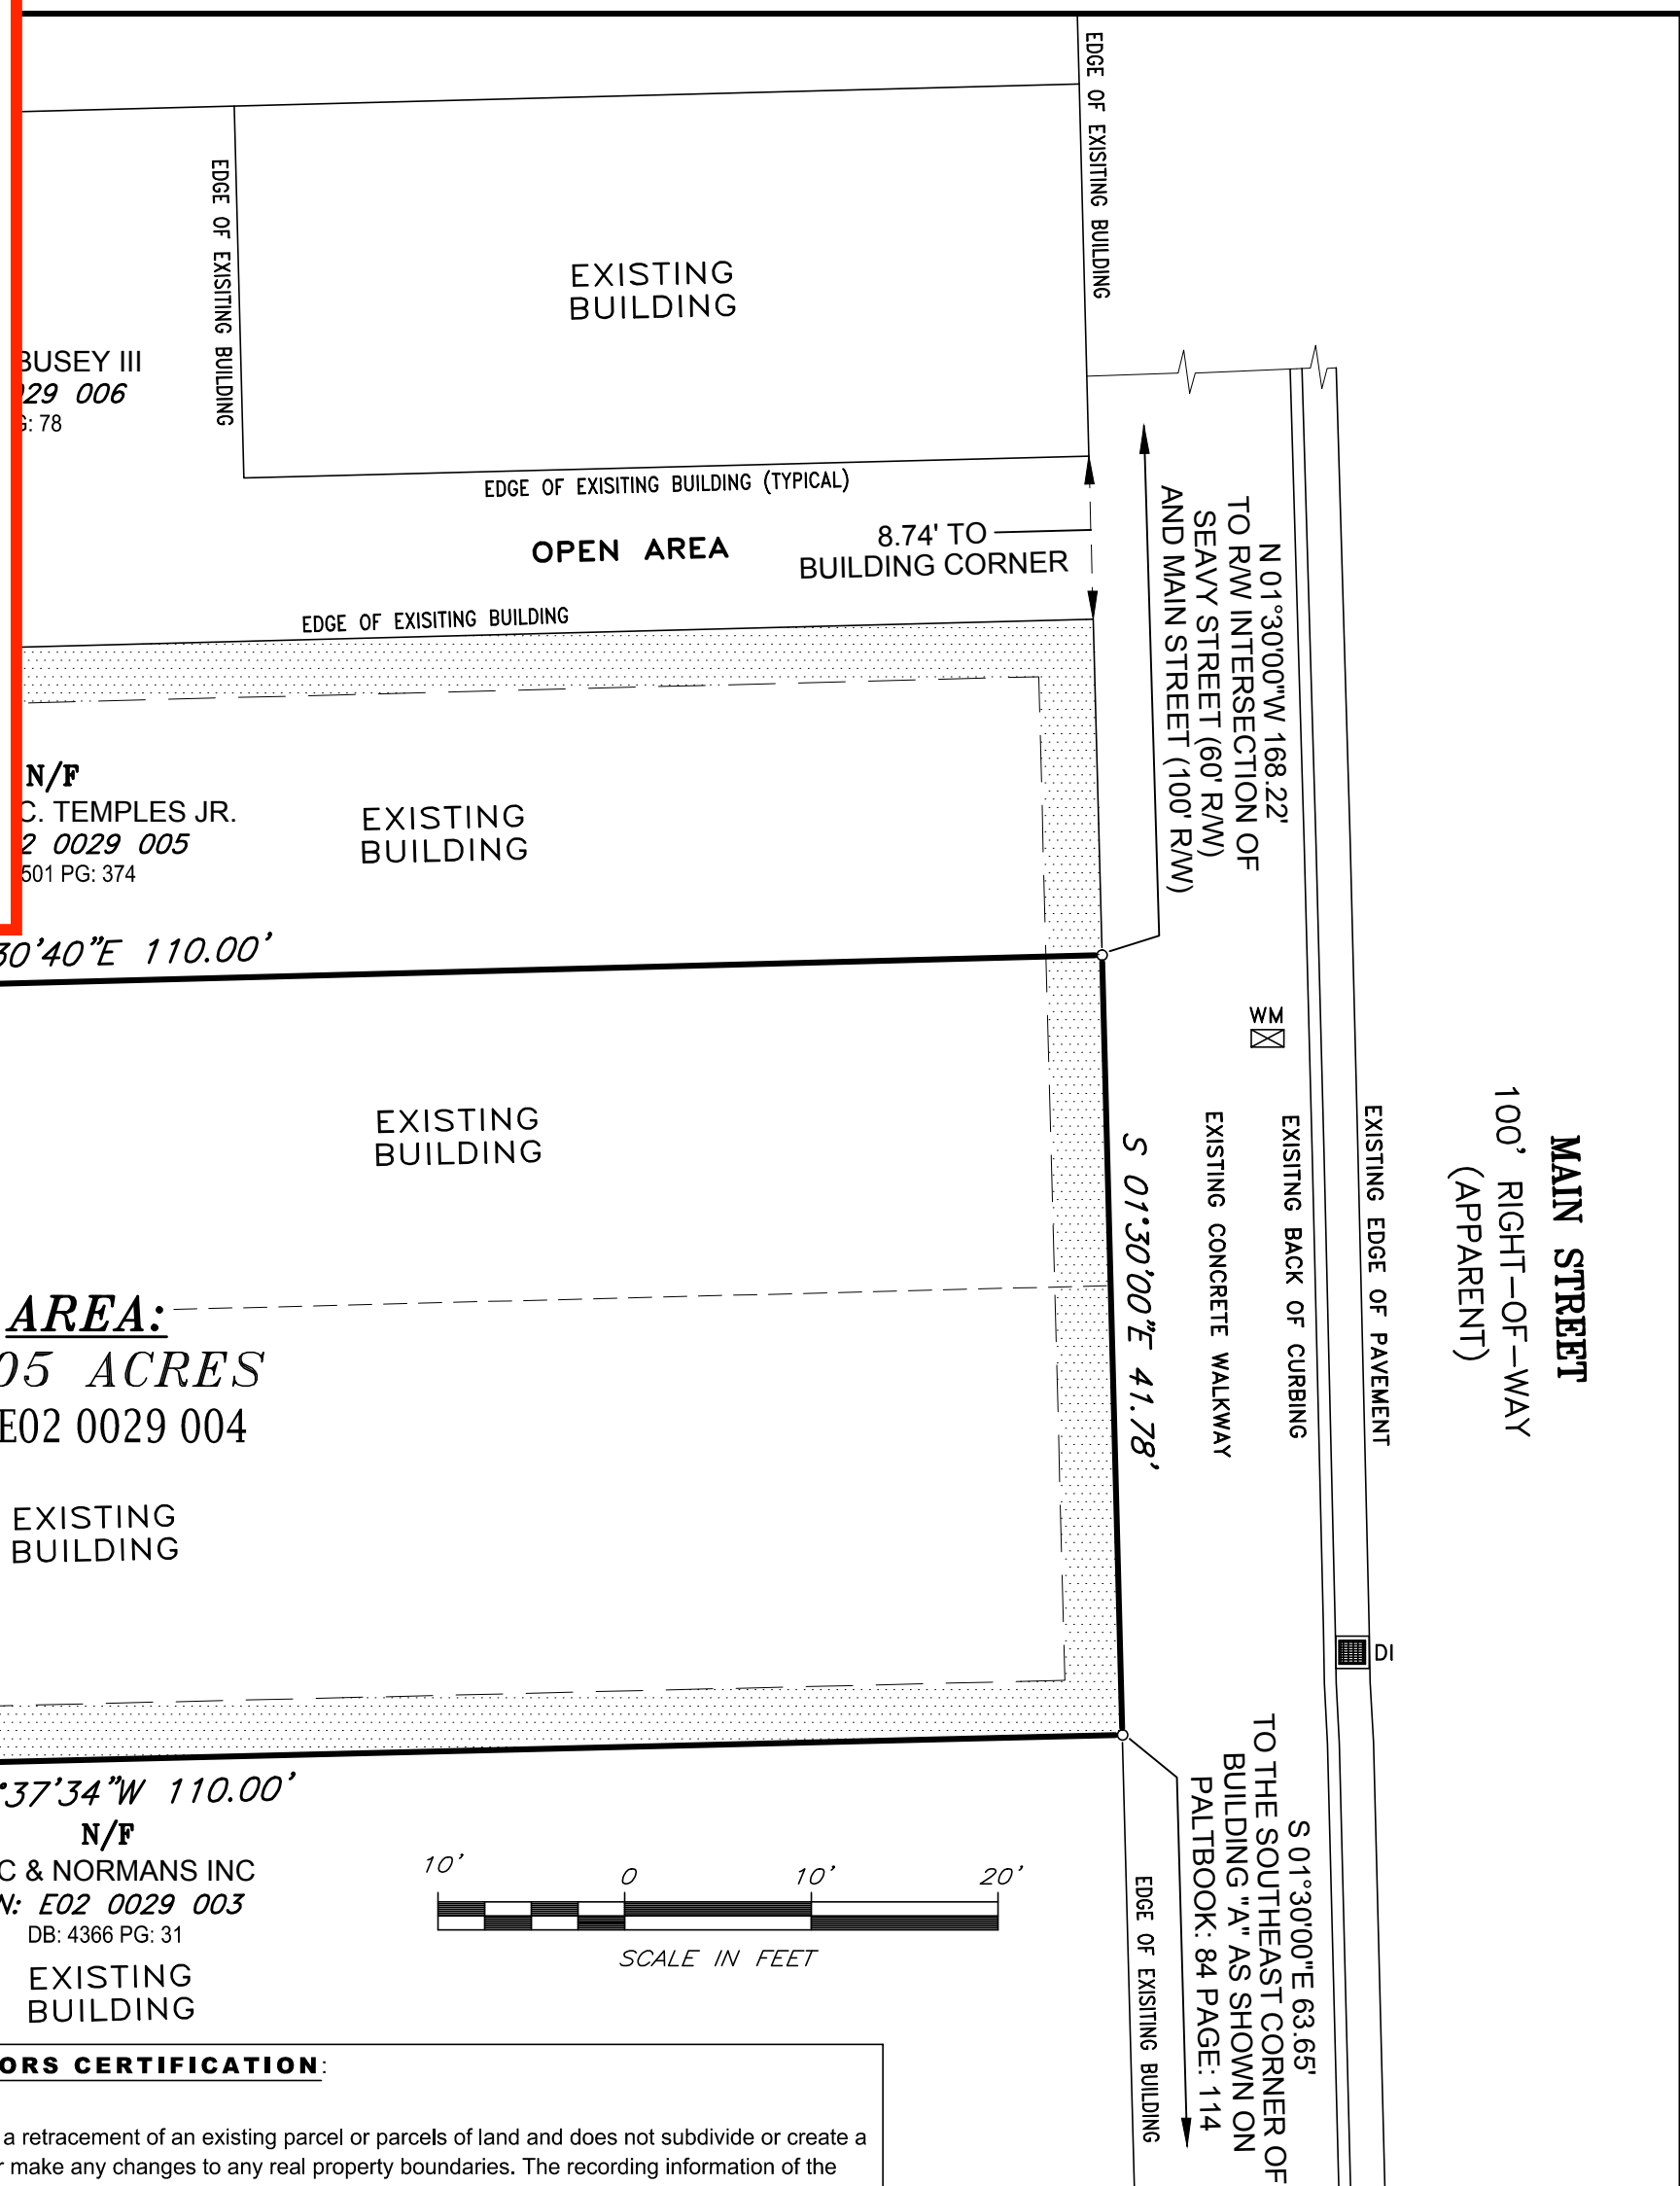 EDGE OF EXISITING BUILDING
EDGE OF EXISITING BUILDING
EXISTING
BUILDING
BUSEY III
29 006
: 78
EDGE OF EXISITING BUILDING (TYPICAL)
OPEN AREA
8.74' TO
BUILDING CORNER
EDGE OF EXISITING BUILDING
N 01°30'00"W 168.22'
TO R/W INTERSECTION OF
SEAVY STREET (60' R/W)
AND MAIN STREET (100' R/W)
N/F
C. TEMPLES JR.
2 0029 005
501 PG: 374
EXISTING
BUILDING
30'40"E 110.00'
WM
EXISTING
BUILDING
S 01°30'00"E 41.78'
EXISTING CONCRETE WALKWAY
EXISITNG BACK OF CURBING
EXISTING EDGE OF PAVEMENT
MAIN STREET
100' RIGHT-OF-WAY
(APPARENT)
AREA:
05 ACRES
E02 0029 004
EXISTING
BUILDING
DI
°37'34"W 110.00'
N/F
C & NORMANS INC
N: E02 0029 003
DB: 4366 PG: 31
EXISTING
BUILDING
10' 0 10' 20'
SCALE IN FEET
EDGE OF EXISITING BUILDING
S 01°30'00"E 63.65'
TO THE SOUTHEAST CORNER OF
BUILDING "A" AS SHOWN ON
PALTBOOK: 84 PAGE: 114
ORS CERTIFICATION:
a retracement of an existing parcel or parcels of land and does not subdivide or create a
r make any changes to any real property boundaries. The recording information of the